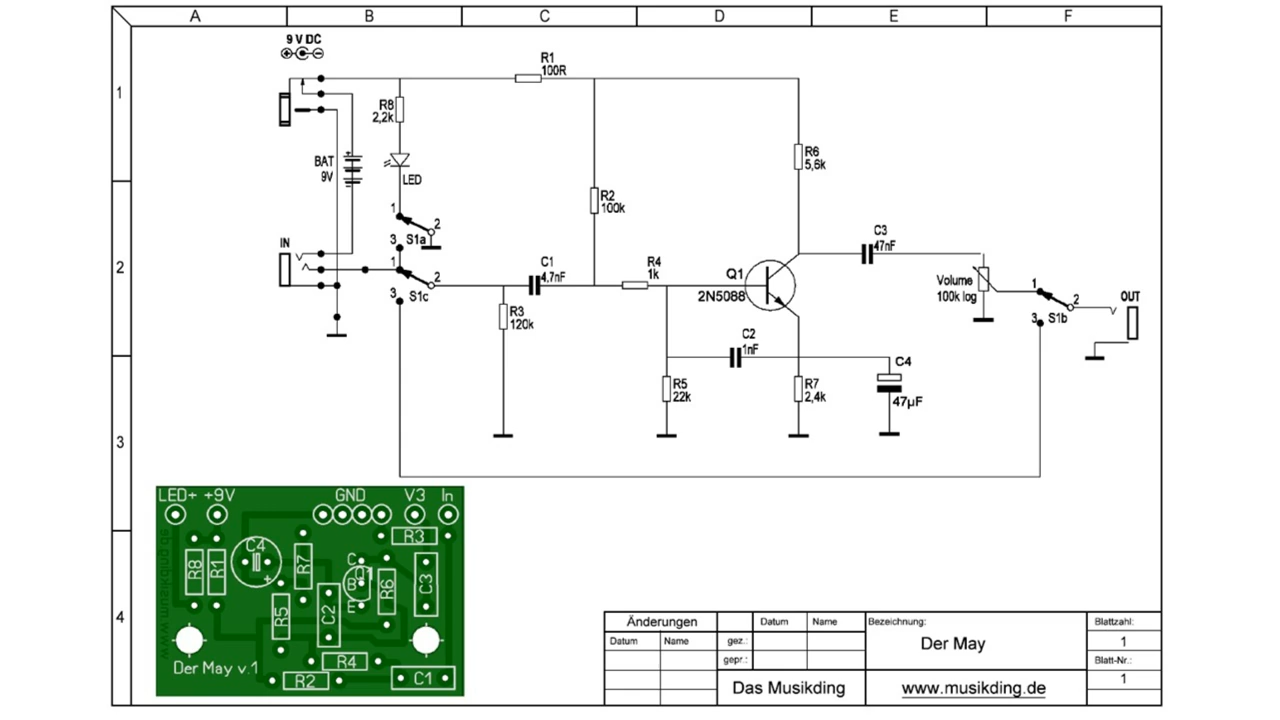 A B C D E F
9 V DC
R1
100R
1
R8
2,2k
BAT
9V
LED
R6
5,6k
R2
100k
1
2
3
S1a
IN
2
1
2
3
S1c
C1
4,7nF
R4
1k
Q1
2N5088
C3
47nF
Volume
100k log
1
2
3
S1b
OUT
R3
120k
C2
1nF
C4
47µF
R5
22k
R7
2,4k
3
LED+ +9V GND V3 In
R3
C4
R8
R1
R7
C
B
E
Q1
R6
C3
R5
C2
www.musikding.de
Der May v.1
R4
R2
C1
4
Änderungen
Datum Name
Datum Name
gez.:
gepr.:
Bezeichnung:
Der May
Blattzahl:
1
Blatt-Nr.:
1
Das Musikding
www.musikding.de